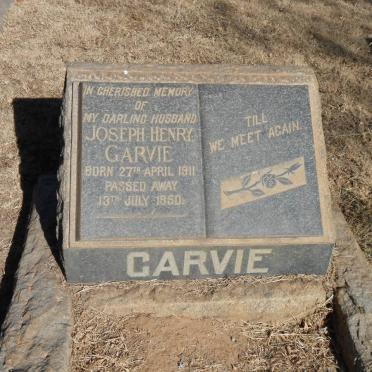 IN CHERISHED MEMORY
OF
MY DARLING HUSBAND
JOSEPH HENRY
GARVIE
BORN 27TH APRIL 1911
PASSED AWAY
13TH JULY 1960.
TILL
WE MEET AGAIN.
GARVIE